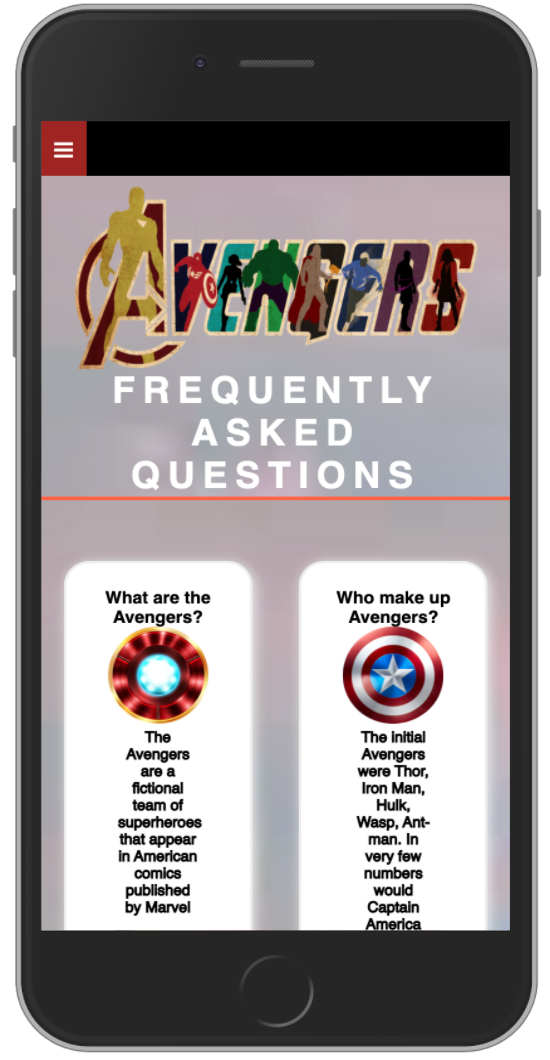 AVENGERS
FREQUENTLY
ASKED
QUESTIONS
What are the
Avengers?
The
Avengers
are a
fictional
team of
superheroes
that appear
in American
comics
published
by Marvel
Who make up
Avengers?
The initial
Avengers
were Thor,
Iron Man,
Hulk,
Wasp, Ant-
man. In
very few
numbers
would
Captain
America